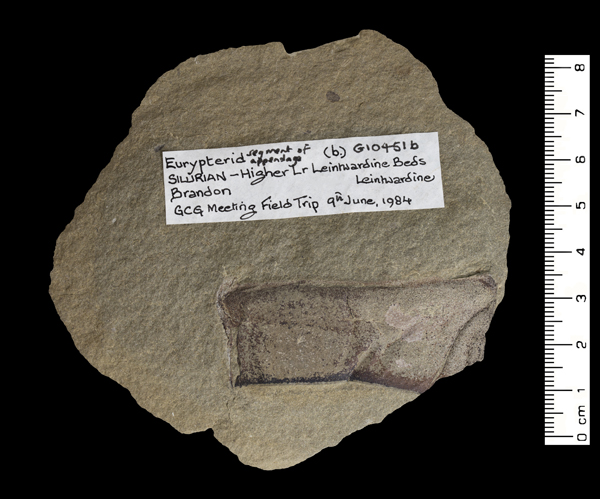 Eurypterid segment of appendage (b.) G10451b
SILURIAN - Higher Lr Leintwardine Beds
Brandon Leintwardine
GCG Meeting Field Trip 9th June, 1984
8
7
6
5
4
3
2
1
0 cm